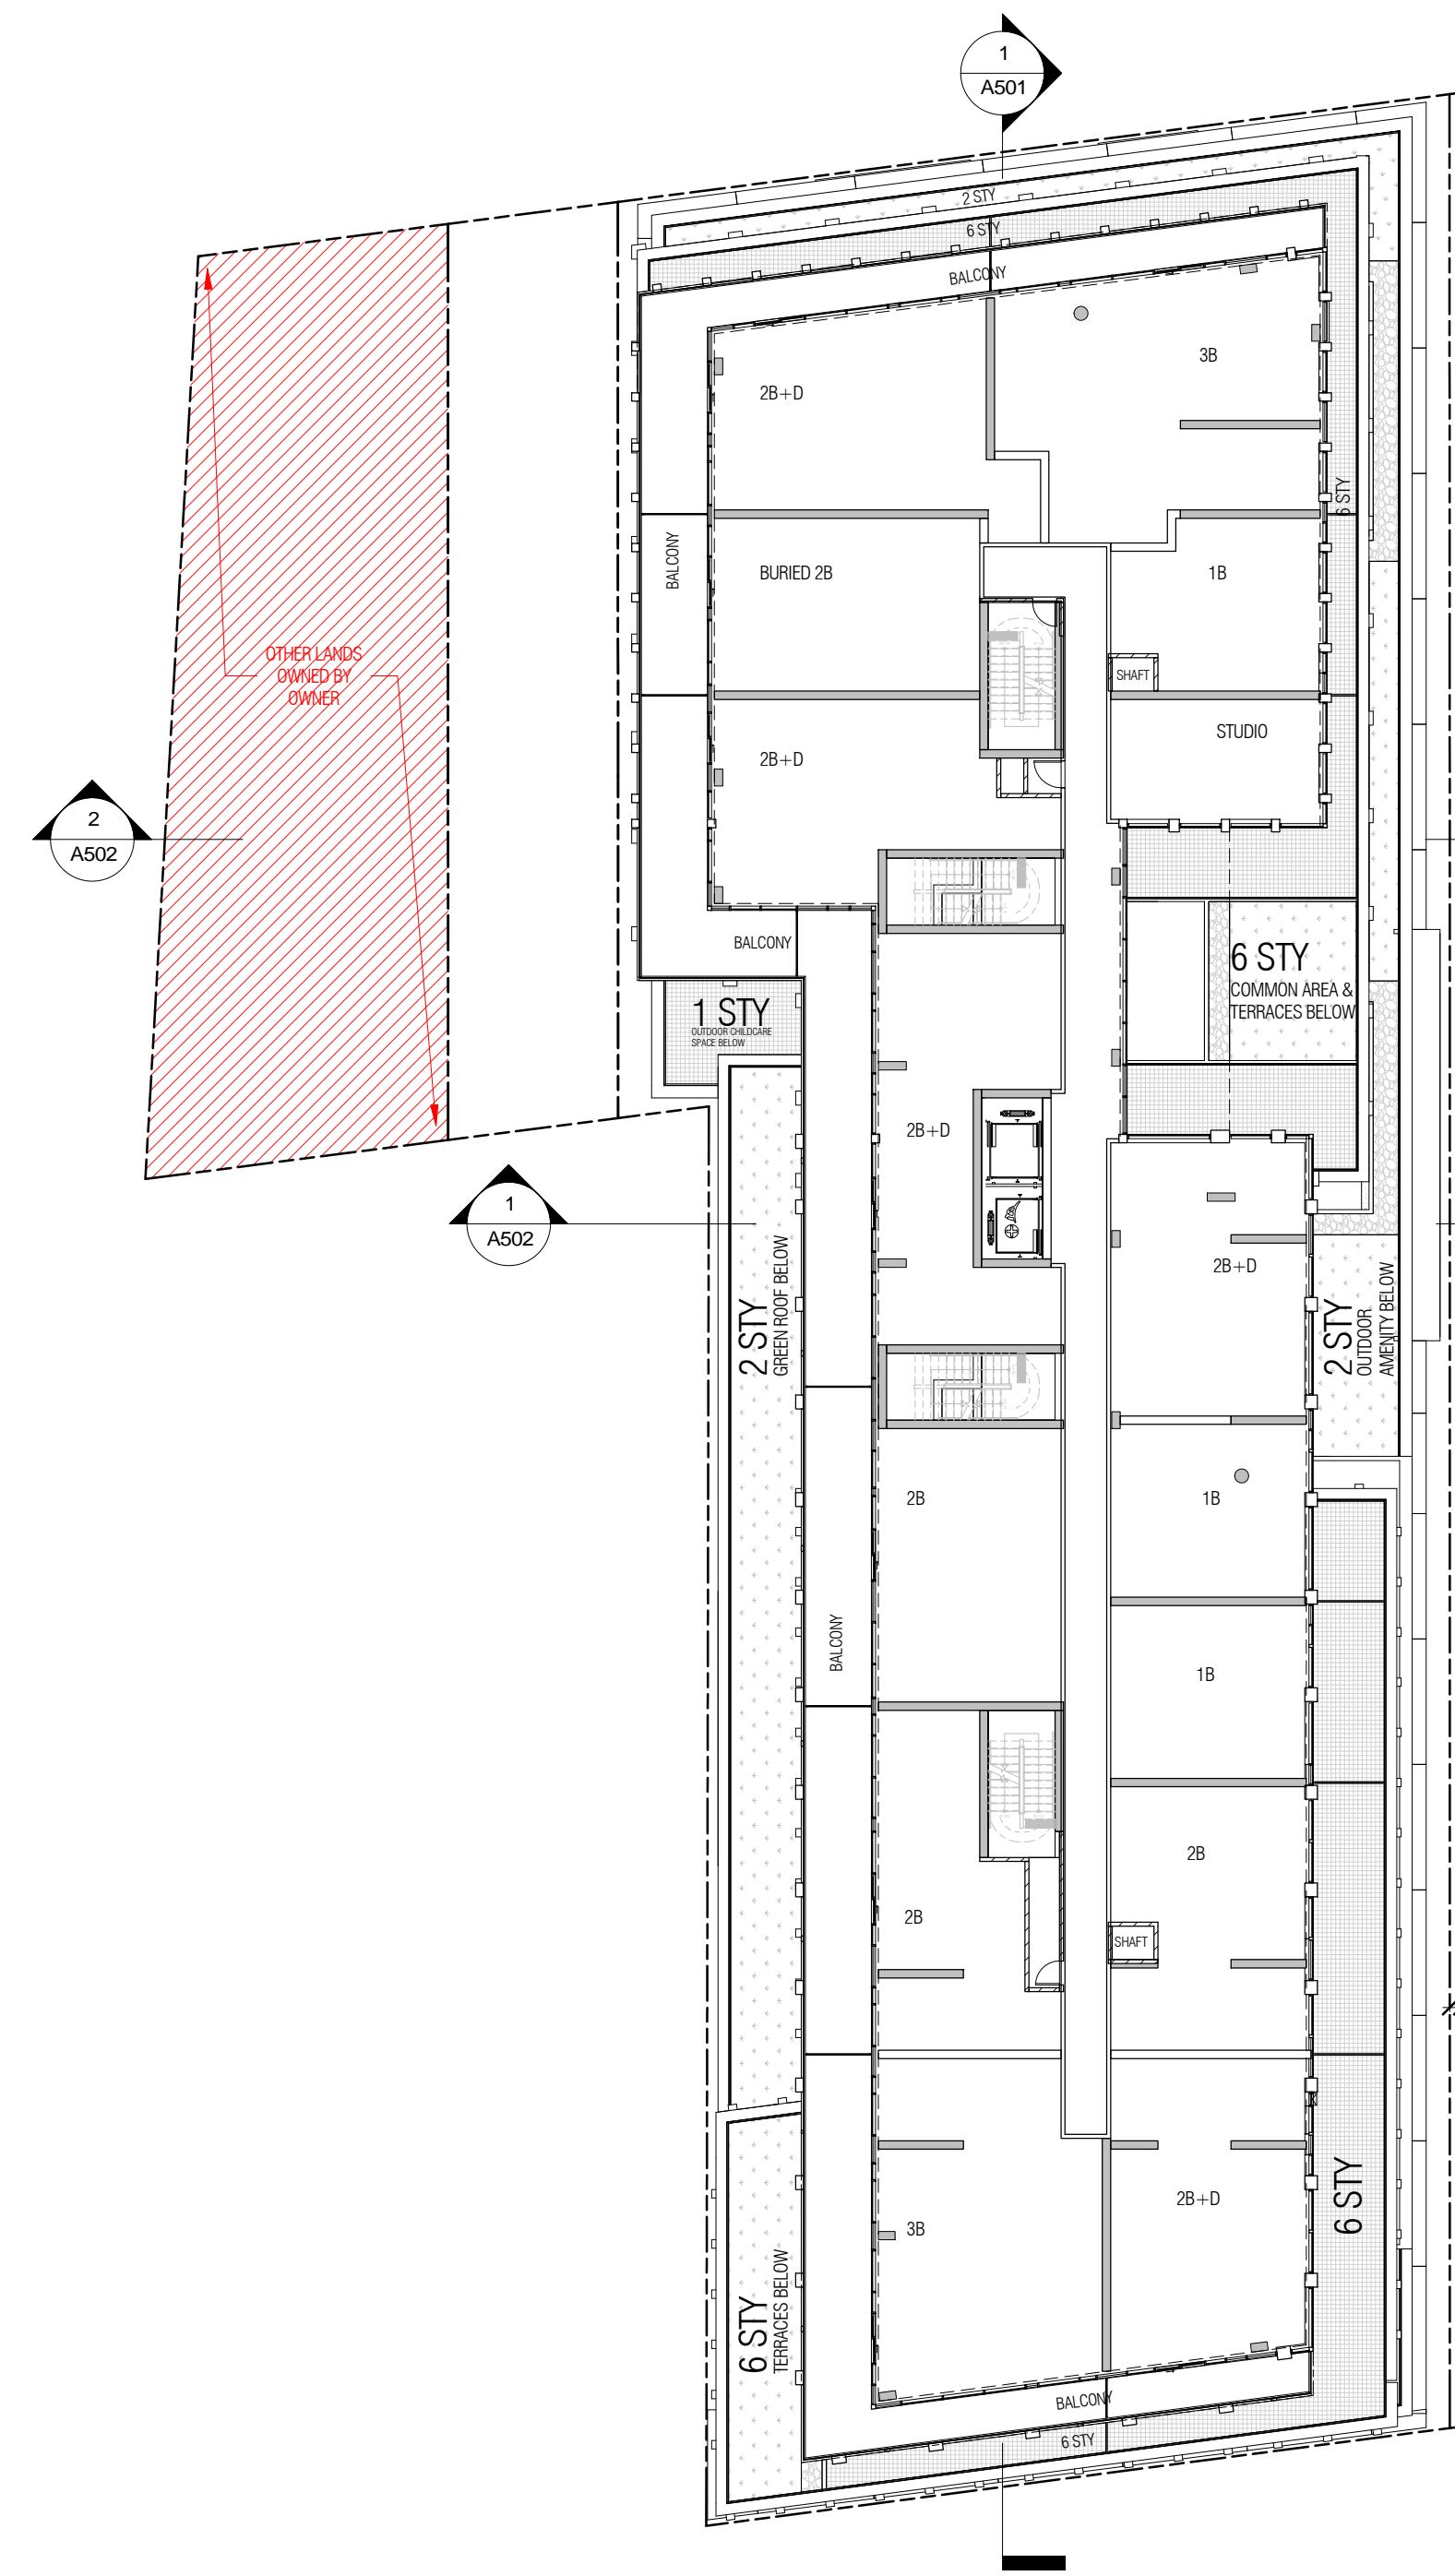 1
A501
2 STY
6 STY
BALCONY
3B
2B+D
6 STY
BALCONY
BURIED 2B
1B
OTHER LANDS
OWNED BY
OWNER
SHAFT
STUDIO
2B+D
2
A502
BALCONY
6 STY
COMMON AREA &
TERRACES BELOW
1 STY
OUTDOOR CHILDCARE
SPACE BELOW
2B+D
1
A502
2B+D
2 STY
GREEN ROOF BELOW
2 STY
OUTDOOR
AMENITY BELOW
2B
1B
BALCONY
1B
2B
2B
SHAFT
2B+D
3B
6 STY
6 STY
TERRACES BELOW
BALCONY
6 STY